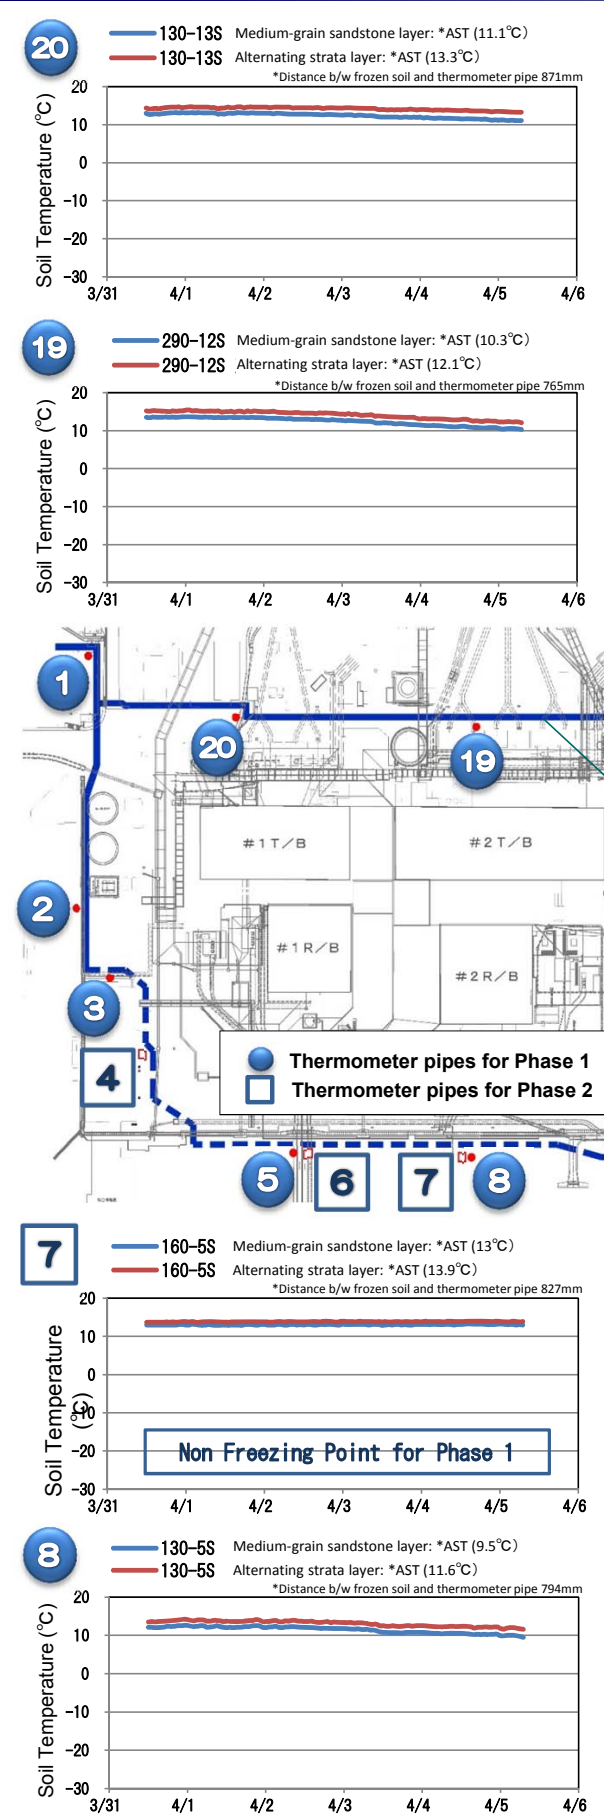 20
130-13S Medium-grain sandstone layer: *AST (11.1℃)
130-13S Alternating strata layer: *AST (13.3℃)
*Distance b/w frozen soil and thermometer pipe 871mm
Soil Temperature (℃)
20
10
0
-10
-20
-30
3/31 4/1 4/2 4/3 4/4 4/5 4/6
19
290-12S Medium-grain sandstone layer: *AST (10.3℃)
290-12S Alternating strata layer: *AST (12.1℃)
*Distance b/w frozen soil and thermometer pipe 765mm
Soil Temperature (℃)
20
10
0
-10
-20
-30
3/31 4/1 4/2 4/3 4/4 4/5 4/6
1
20
19
#1T/B
#2T/B
2
#1R/B
#2R/B
3
4
Thermometer pipes for Phase 1
Thermometer pipes for Phase 2
5
6
7
8
7
160-5S Medium-grain sandstone layer: *AST (13℃)
160-5S Alternating strata layer: *AST (13.9℃)
*Distance b/w frozen soil and thermometer pipe 827mm
Soil Temperature
(℃)
20
10
0
-10
-20
-30
Non Freezing Point for Phase 1
3/31 4/1 4/2 4/3 4/4 4/5 4/6
8
130-5S Medium-grain sandstone layer: *AST (9.5℃)
130-5S Alternating strata layer: *AST (11.6℃)
*Distance b/w frozen soil and thermometer pipe 794mm
Soil Temperature (℃)
20
10
0
-10
-20
-30
3/31 4/1 4/2 4/3 4/4 4/5 4/6